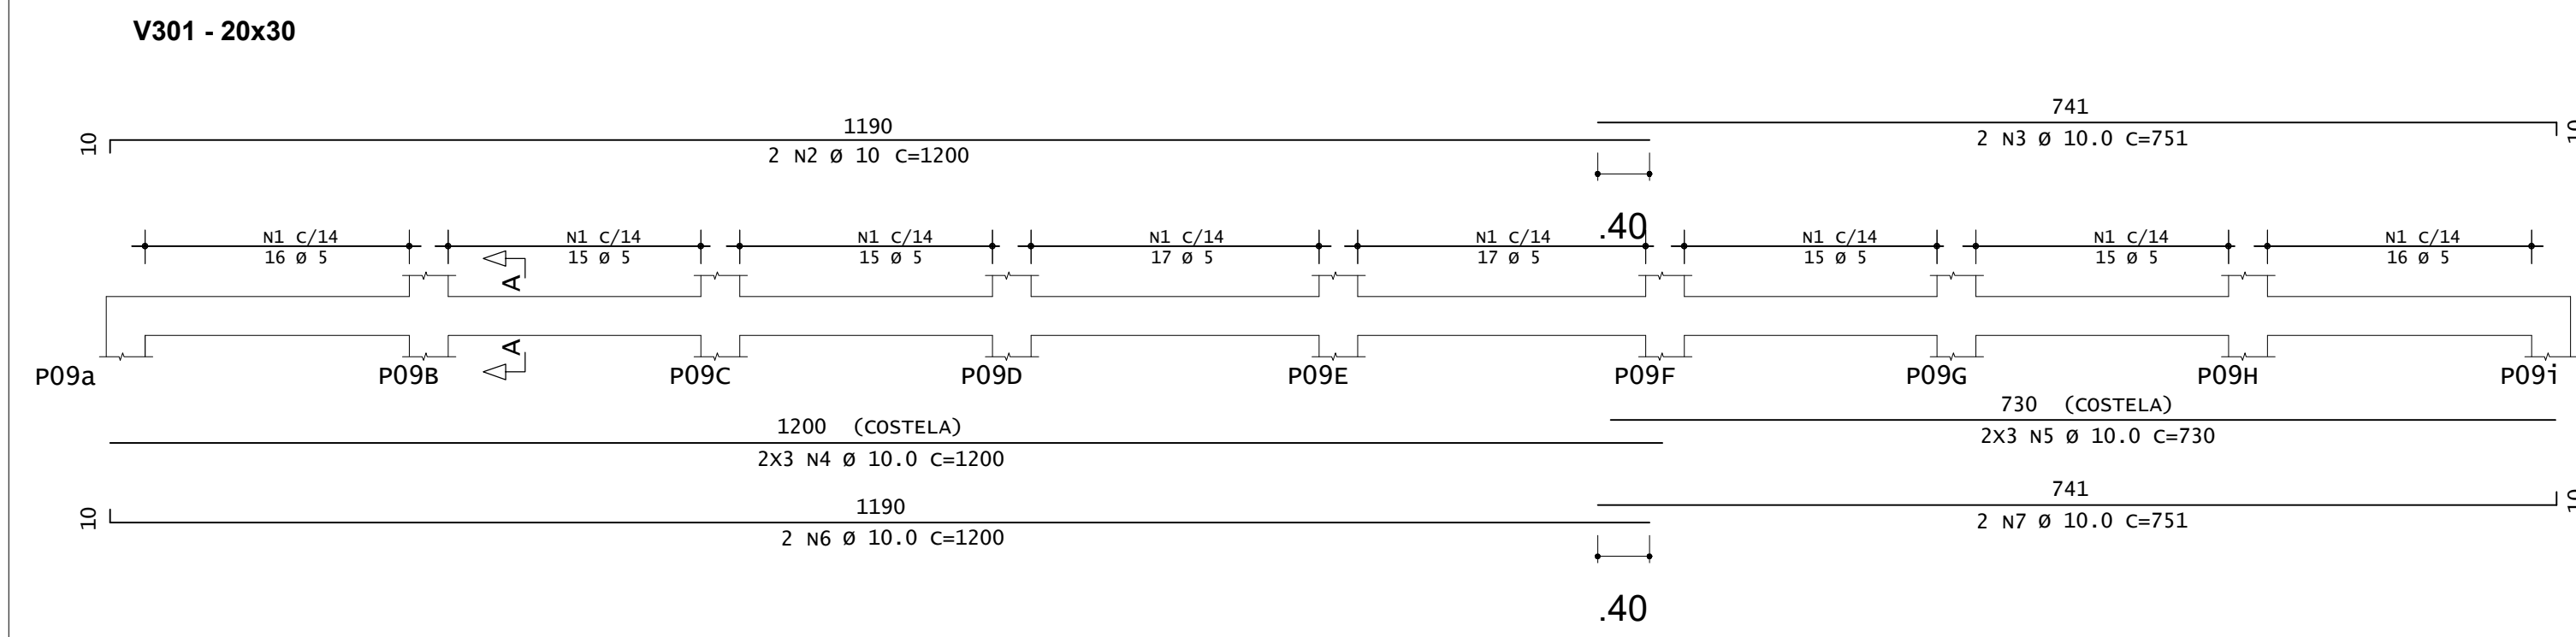 V301 - 20x30
741
10
2 N3 Ø 10.0 C=751
1190
10
2 N2 Ø 10 C=1200
.40
N1 C/14 N1 C/14 N1 C/14 N1 C/14 N1 C/14 N1 C/14 N1 C/14 N1 C/14
16 Ø 5 15 Ø 5 15 Ø 5 17 Ø 5 17 Ø 5 15 Ø 5 15 Ø 5 16 Ø 5
A
A
P09a P09B P09C P09D P09E P09F P09G P09H P09i
730 (COSTELA)
2X3 N5 Ø 10.0 C=730
1200 (COSTELA)
2X3 N4 Ø 10.0 C=1200
741
10
2 N7 Ø 10.0 C=751
1190
10
2 N6 Ø 10.0 C=1200
.40